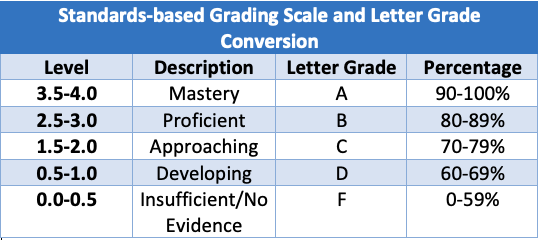 Standards-based Grading Scale and Letter Grade
Conversion
Level Description Letter Grade Percentage
3.5-4.0 Mastery A 90-100%
2.5-3.0 Proficient B 80-89%
1.5-2.0 Approaching C 70-79%
0.5-1.0 Developing D 60-69%
0.0-0.5 Insufficient/No F 0-59%
Evidence